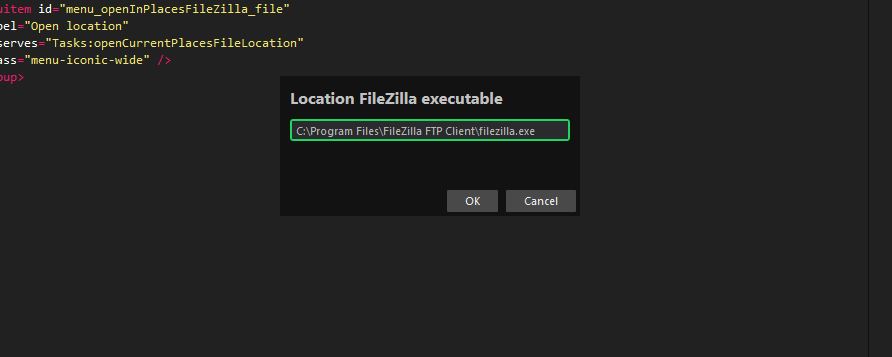 uitem id="menu_openInPlacesFileZilla_file"
bel="Open location"
serves="Tasks:openCurrentPlacesFileLocation"
ass="menu-iconic-wide" />
oup>
Location FileZilla executable
C:\Program Files\FileZilla FTP Client\filezilla.exe
OK Cancel